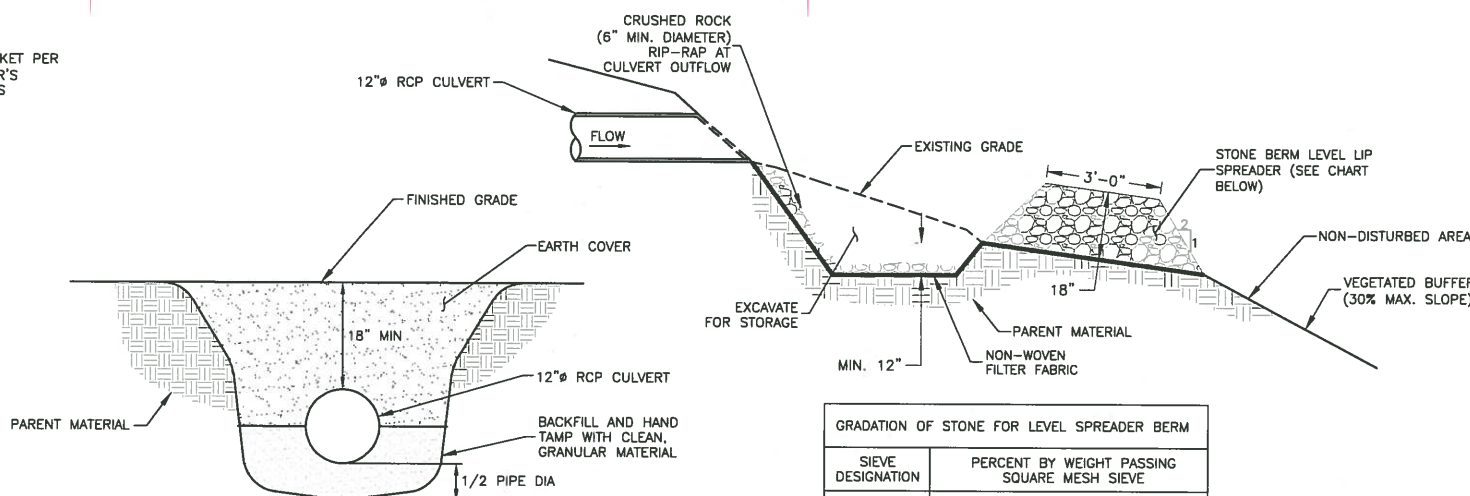 KET PER
R'S
S
CRUSHED ROCK
(6" MIN. DIAMETER)
RIP-RAP AT
CULVERT OUTFLOW
12"ø RCP CULVERT
FLOW
EXISTING GRADE
3'-0"
STONE BERM LEVEL LIP
SPREADER (SEE CHART
BELOW)
2
1
NON-DISTURBED AREA
VEGETATED BUFFER
(30% MAX. SLOPE)
18"
EXCAVATE
FOR STORAGE
PARENT MATERIAL
MIN. 12"
NON-WOVEN
FILTER FABRIC
FINISHED GRADE
EARTH COVER
18" MIN
12"ø RCP CULVERT
PARENT MATERIAL
BACKFILL AND HAND
TAMP WITH CLEAN,
GRANULAR MATERIAL
1/2 PIPE DIA
GRADATION OF STONE FOR LEVEL SPREADER BERM
SIEVE
DESIGNATION
PERCENT BY WEIGHT PASSING
SQUARE MESH SIEVE